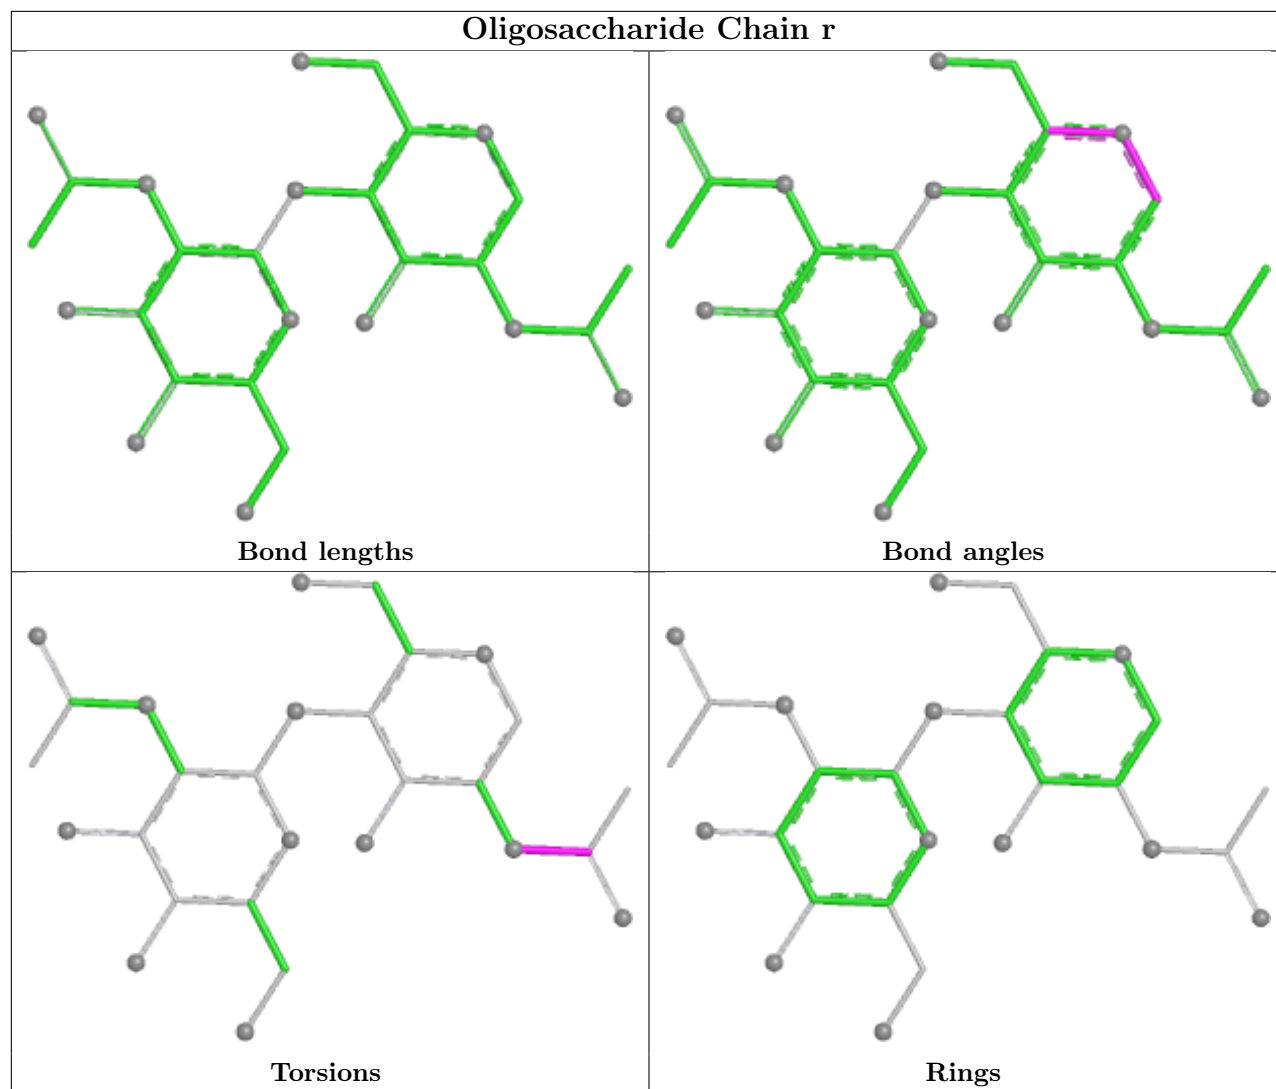 Oligosaccharide Chain r
Bond lengths
Bond angles
Torsions
Rings